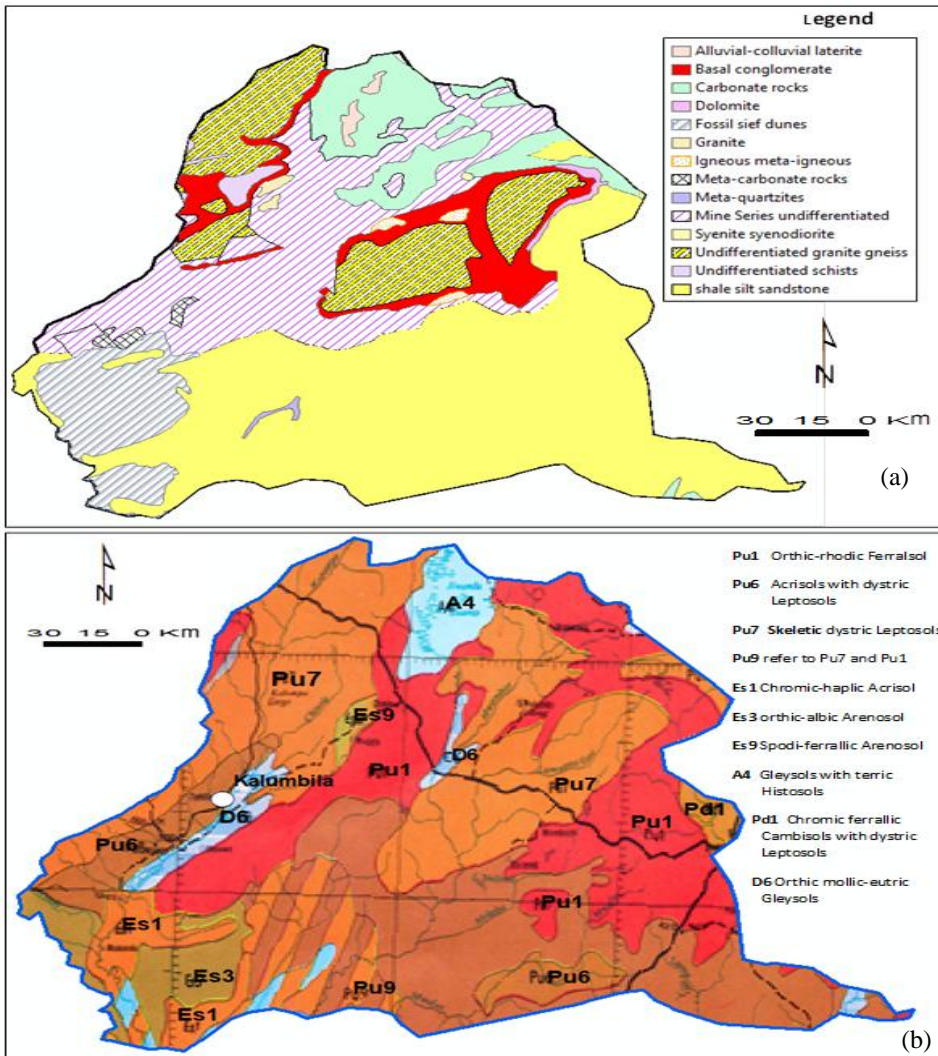 Legend
Alluvial-colluvial laterite
Basal conglomerate
Carbonate rocks
Dolomite
Fossil sief dunes
Granite
Igneous meta-igneous
Meta-carbonate rocks
Meta-quartzites
Mine Series undifferentiated
Syenite syenodiorite
Undifferentiated granite gneiss
Undifferentiated schists
shale silt sandstone
N
30 15 0 Km
(a)
N
30 15 0 Km
Pu1 Orthic-rhodic Ferralsol
Pu6 Acrisols with dystric
Leptosols
Pu7 Skeletic dystric Leptosols
Pu9 refer to Pu7 and Pu1
Es1 Chromic-haplic Acrisol
Es3 orthic-albic Arenosol
Es9 Spodi-ferrallic Arenosol
A4 Gleysols with terric
Histosols
Pd1 Chromic ferrallic
Cambisols with dystric
Leptosols
D6 Orthic mollic-eutric
Gleysols
A4
Pu7
Es9
D6
Kalumbila
Pu1
Pu7
D6
Pu1
Pd1
Pu6
Pu1
Es1
Es3
Pu9
Pu6
Es1
(b)